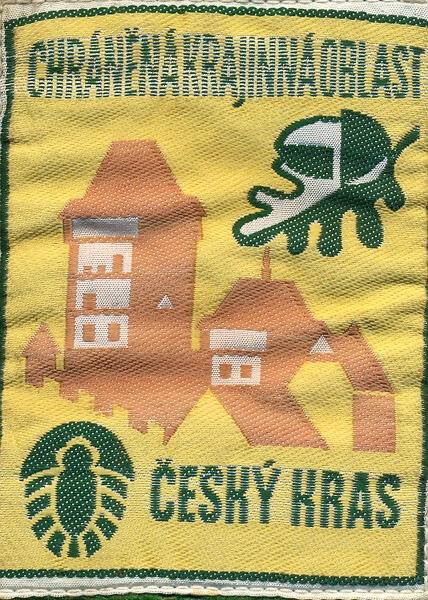 CHRÁNĚNÁ KRAJINNÁ OBLAST
ČESKÝ KRAS